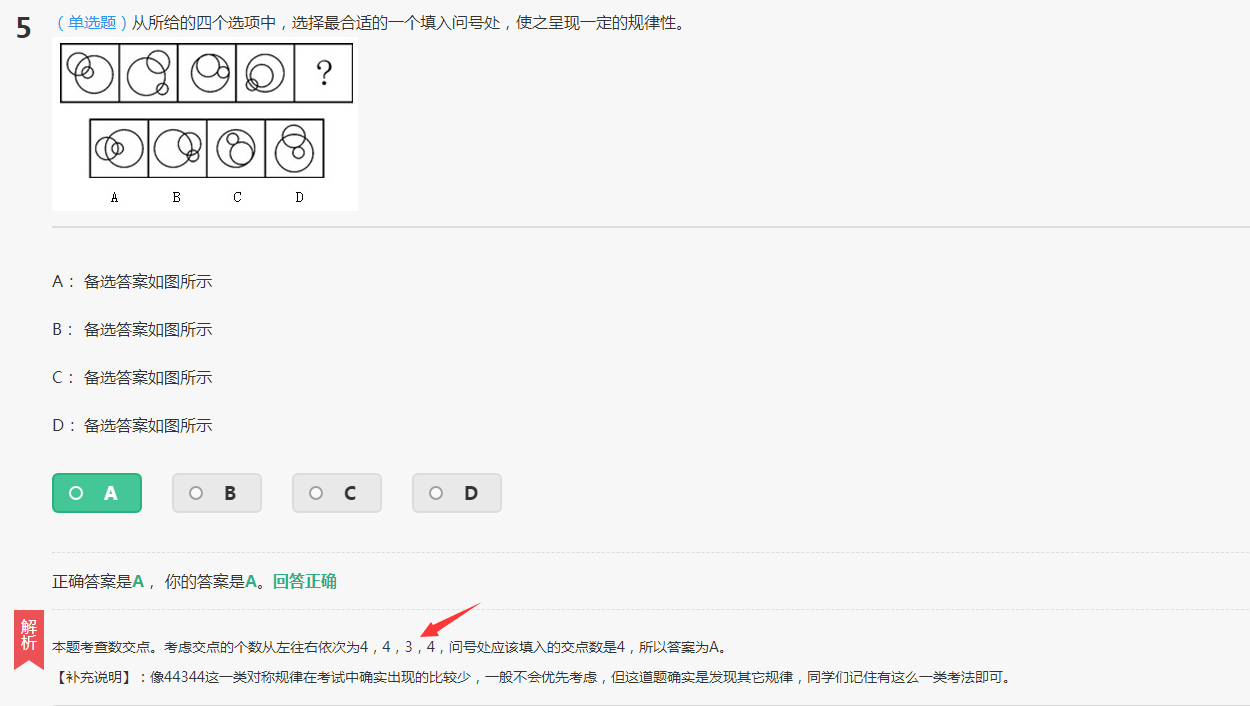 5
（单选题）从所给的四个选项中，选择最合适的一个填入问号处，使之呈现一定的规律性。
?
A B C D
A： 备选答案如图所示
B： 备选答案如图所示
C： 备选答案如图所示
D： 备选答案如图所示
A B C D
正确答案是A， 你的答案是A。回答正确
解析
本题考查数交点。考虑交点的个数从左往右依次为4，4，3，4，问号处应该填入的交点数是4，所以答案为A。
【补充说明】：像44344这一类对称规律在考试中确实出现的比较少，一般不会优先考虑，但这道题确实是发现其它规律，同学们记住有这么一类考法即可。